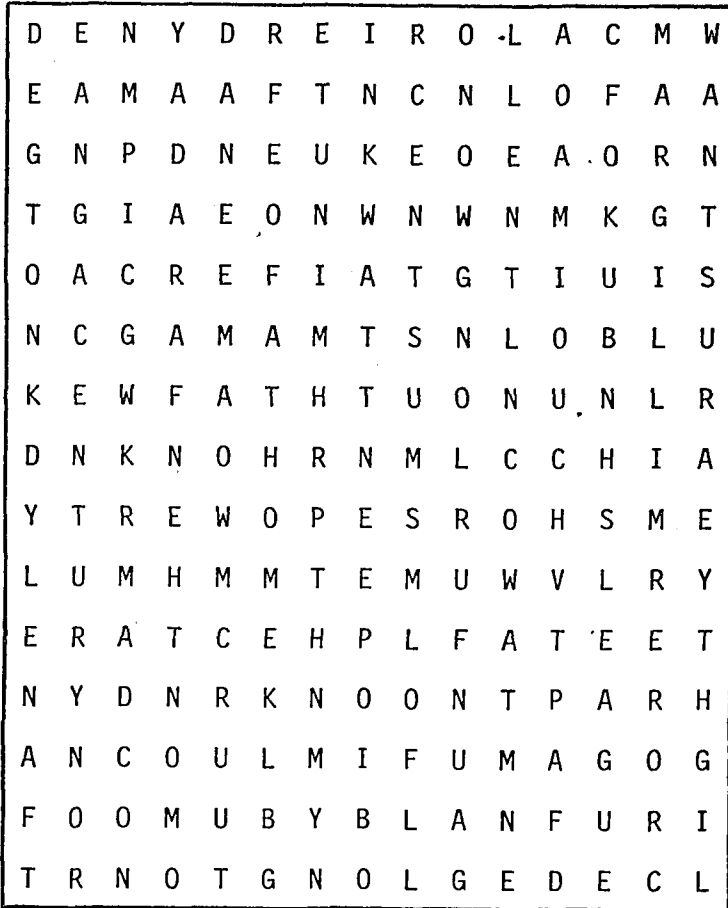 D E N Y D R E I R O L A C M W
E A M A A F T N C N L O F A A
G N P D N E U K E O E A O R N
T G I A E O N W N W N M K G T
O A C R E F I A T G T I U I S
N C G A M A M T S N L O B L U
K E W F A T H T U O N U N L R
D N K N O H R N M L C C H I A
Y T R E W O P E S R O H S M E
L U M H M M T E M U W V L R Y
E R A T C E H P L F A T E E T
N Y D N R K N O O N T P A R H
A N C O U L M I F U M A G O G
F O O M U B Y B L A N F U R I
T R N O T G N O L G E D E C L